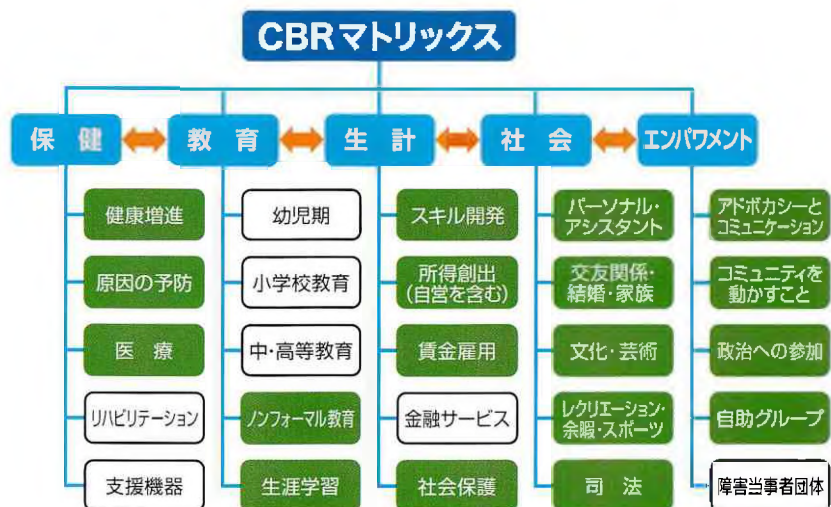 CBRマトリックス
保 健
教 育
生 計
社 会
エンパワメント
健康増進
原因の予防
医 療
リハビリテーション
支援機器
幼児期
小学校教育
中・高等教育
ノンフォーマル教育
生涯学習
スキル開発
所得創出
(自営を含む)
賃金雇用
金融サービス
社会保護
パーソナル・
アシスタント
交友関係・
結婚・家族
文化・芸術
レクリエーション・
余暇・スポーツ
司 法
アドボカシーと
コミュニケーション
コミュニティを
動かすこと
政治への参加
自助グループ
障害当事者団体